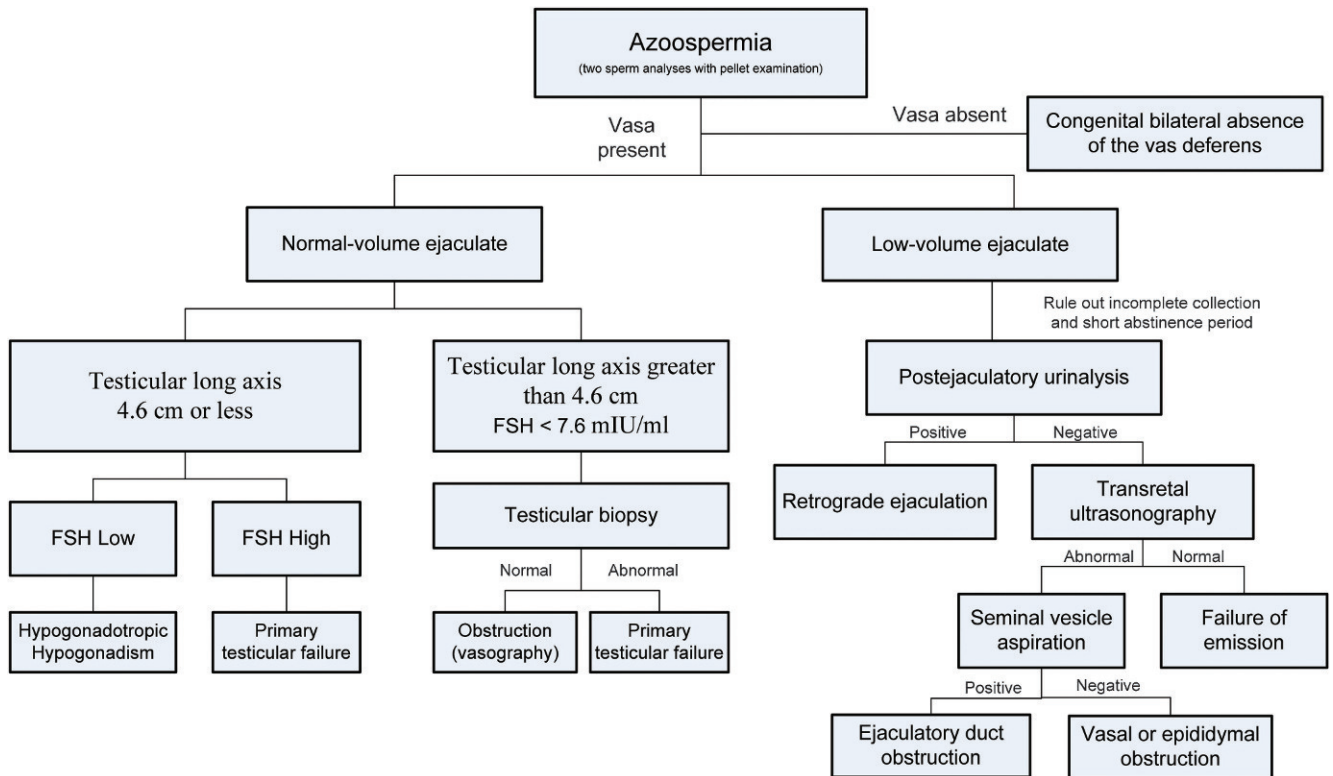 Azoospermia
(two sperm analyses with pellet examination)
Vasa absent
Vasa
present
Congenital bilateral absence
of the vas deferens
Normal-volume ejaculate
Low-volume ejaculate
Rule out incomplete collection
and short abstinence period
Testicular long axis
4.6 cm or less
Testicular long axis greater
than 4.6 cm
FSH < 7.6 mIU/ml
Postejaculatory urinalysis
Positive
Negative
FSH Low
FSH High
Testicular biopsy
Retrograde ejaculation
Transretal
ultrasonography
Normal
Abnormal
Abnormal
Normal
Hypogonadotropic
Hypogonadism
Primary
testicular failure
Obstruction
(vasography)
Primary
testicular failure
Seminal vesicle
aspiration
Failure of
emission
Positive
Negative
Ejaculatory duct
obstruction
Vasal or epididymal
obstruction